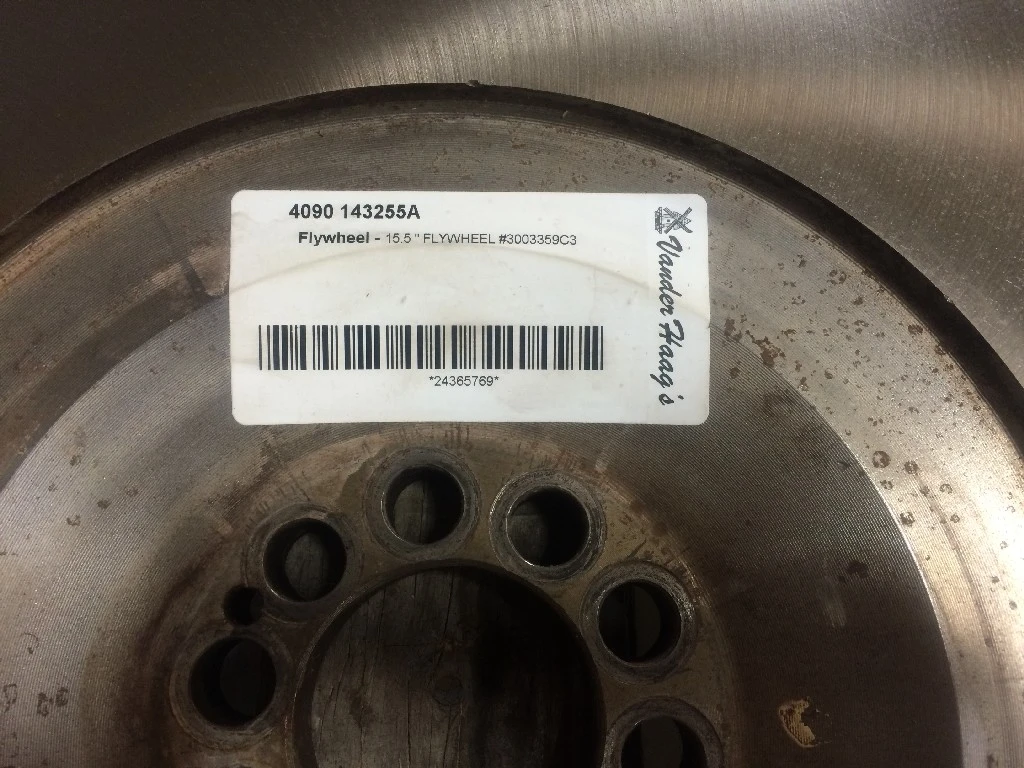 4090 143255A
Flywheel - 15.5 " FLYWHEEL #3003359C3
*24365769*
Vander Haag's